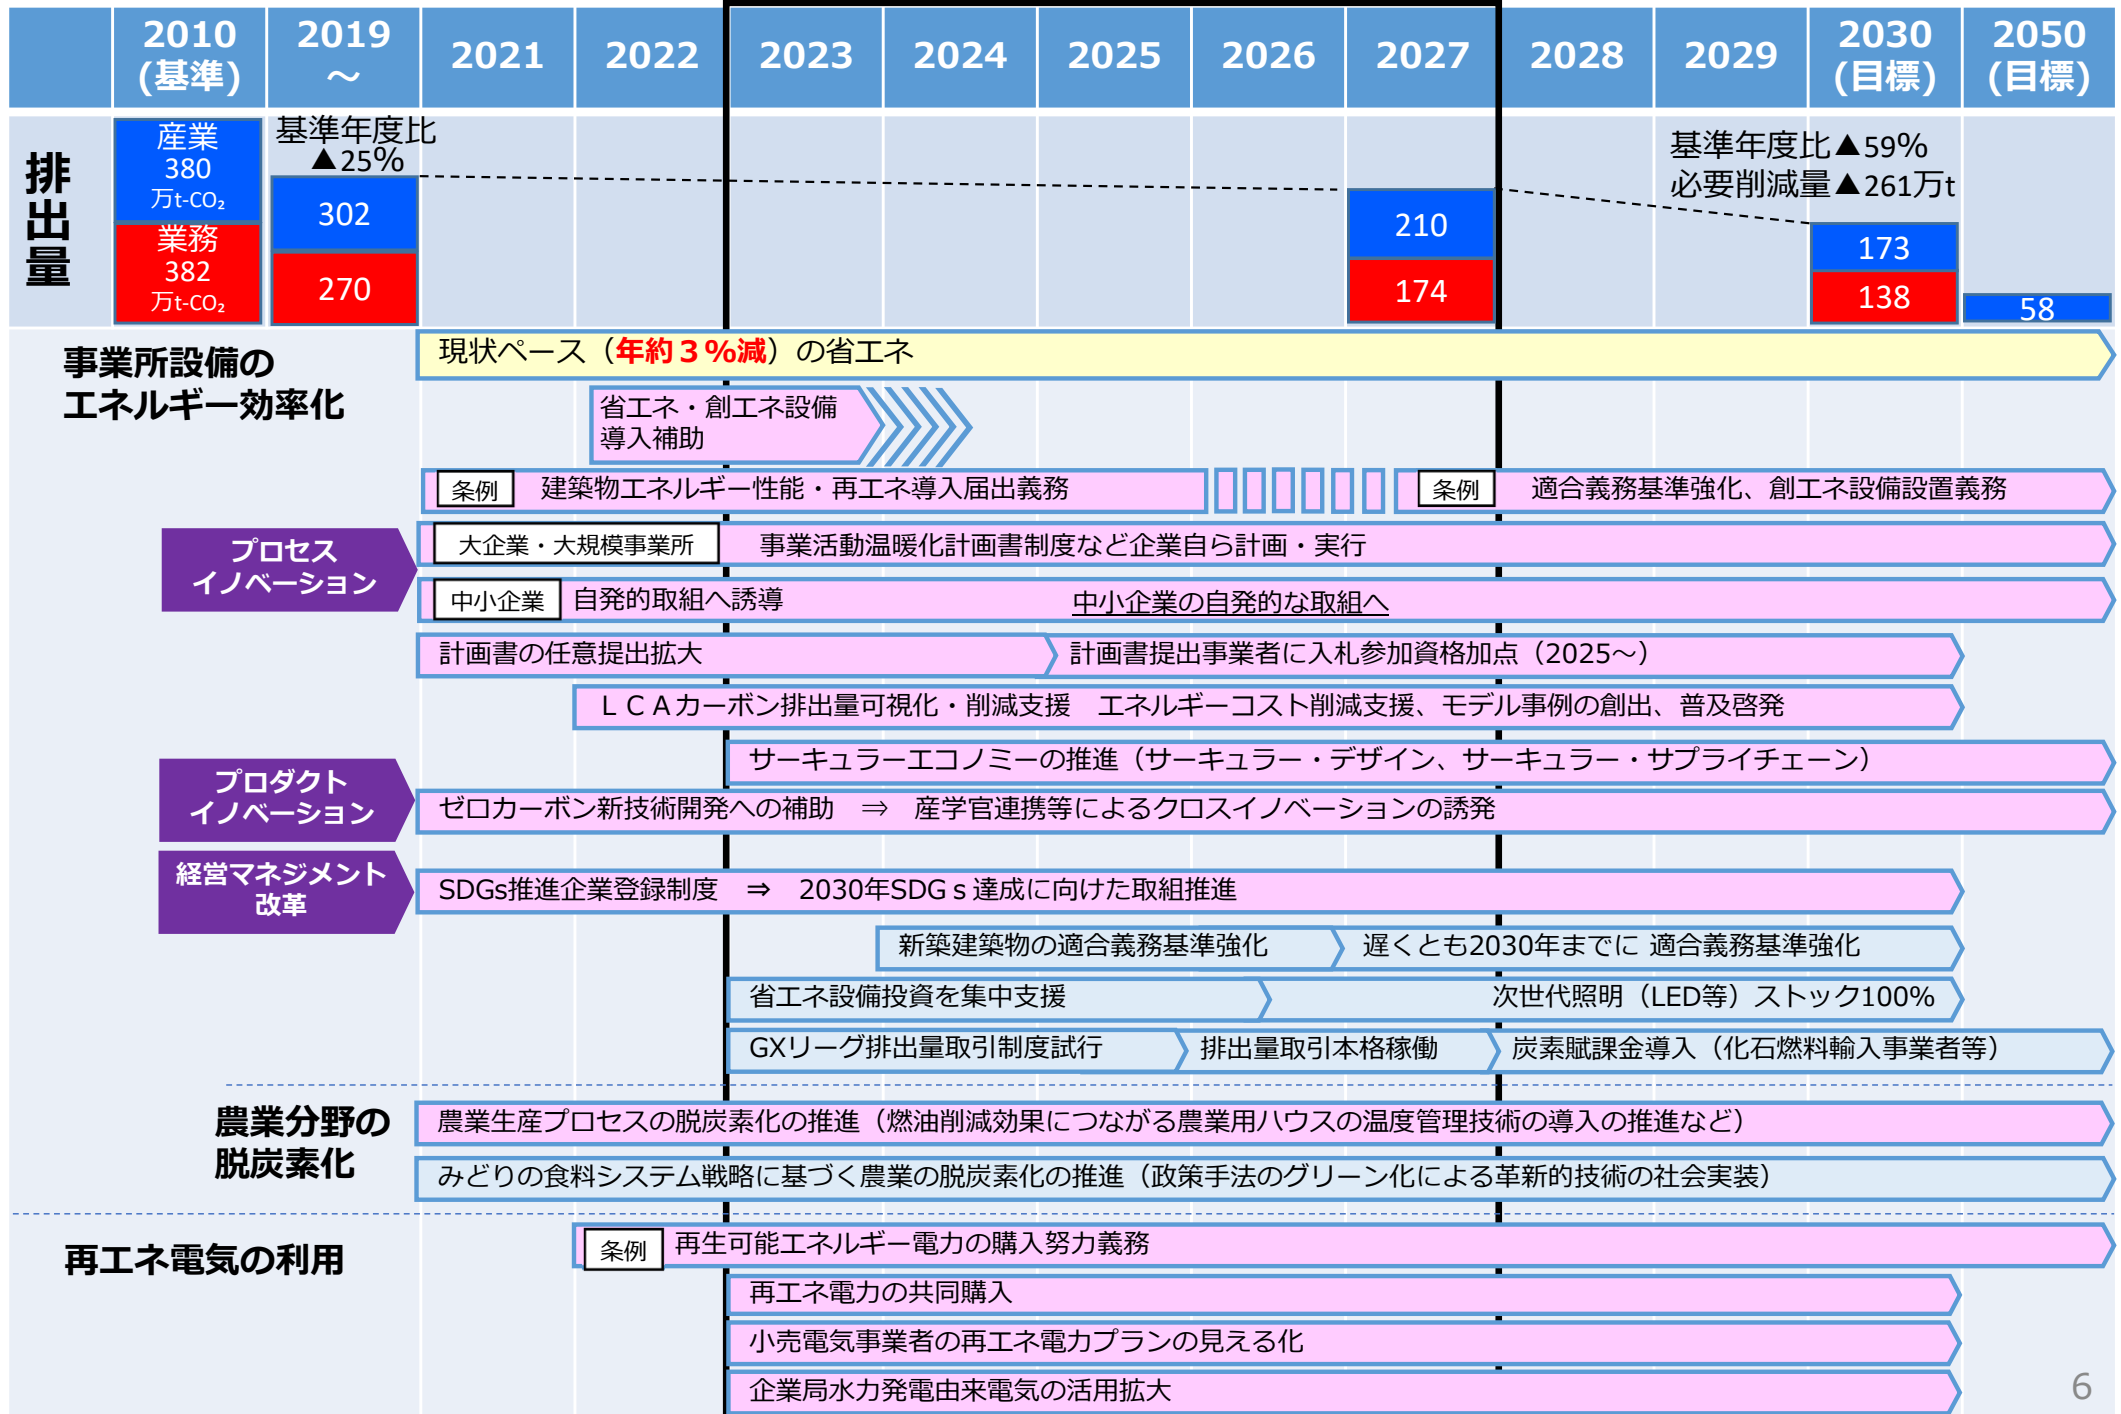 2010
(基準)
2019
～
2021
2022
2023
2024
2025
2026
2027
2028
2029
2030
(目標)
2050
(目標)
排出量
産業
380
万t-CO₂
業務
382
万t-CO₂
基準年度比
▲25%
302
270
210
174
基準年度比▲59%
必要削減量▲261万t
173
138
58
事業所設備の
エネルギー効率化
現状ペース（年約３％減）の省エネ
省エネ・創エネ設備
導入補助
条例 建築物エネルギー性能・再エネ導入届出義務
条例 適合義務基準強化、創エネ設備設置義務
プロセス
イノベーション
大企業・大規模事業所 事業活動温暖化計画書制度など企業自ら計画・実行
中小企業 自発的取組へ誘導 中小企業の自発的な取組へ
計画書の任意提出拡大
計画書提出事業者に入札参加資格加点（2025～）
ＬＣＡカーボン排出量可視化・削減支援　エネルギーコスト削減支援、モデル事例の創出、普及啓発
プロダクト
イノベーション
サーキュラーエコノミーの推進（サーキュラー・デザイン、サーキュラー・サプライチェーン）
ゼロカーボン新技術開発への補助　⇒　産学官連携等によるクロスイノベーションの誘発
経営マネジメント
改革
SDGs推進企業登録制度　⇒　2030年SDGｓ達成に向けた取組推進
新築建築物の適合義務基準強化
遅くとも2030年までに 適合義務基準強化
省エネ設備投資を集中支援
次世代照明（LED等）ストック100%
GXリーグ排出量取引制度試行
排出量取引本格稼働
炭素賦課金導入（化石燃料輸入事業者等）
農業分野の
脱炭素化
農業生産プロセスの脱炭素化の推進（燃油削減効果につながる農業用ハウスの温度管理技術の導入の推進など）
みどりの食料システム戦略に基づく農業の脱炭素化の推進（政策手法のグリーン化による革新的技術の社会実装）
再エネ電気の利用
条例 再生可能エネルギー電力の購入努力義務
再エネ電力の共同購入
小売電気事業者の再エネ電力プランの見える化
企業局水力発電由来電気の活用拡大
6